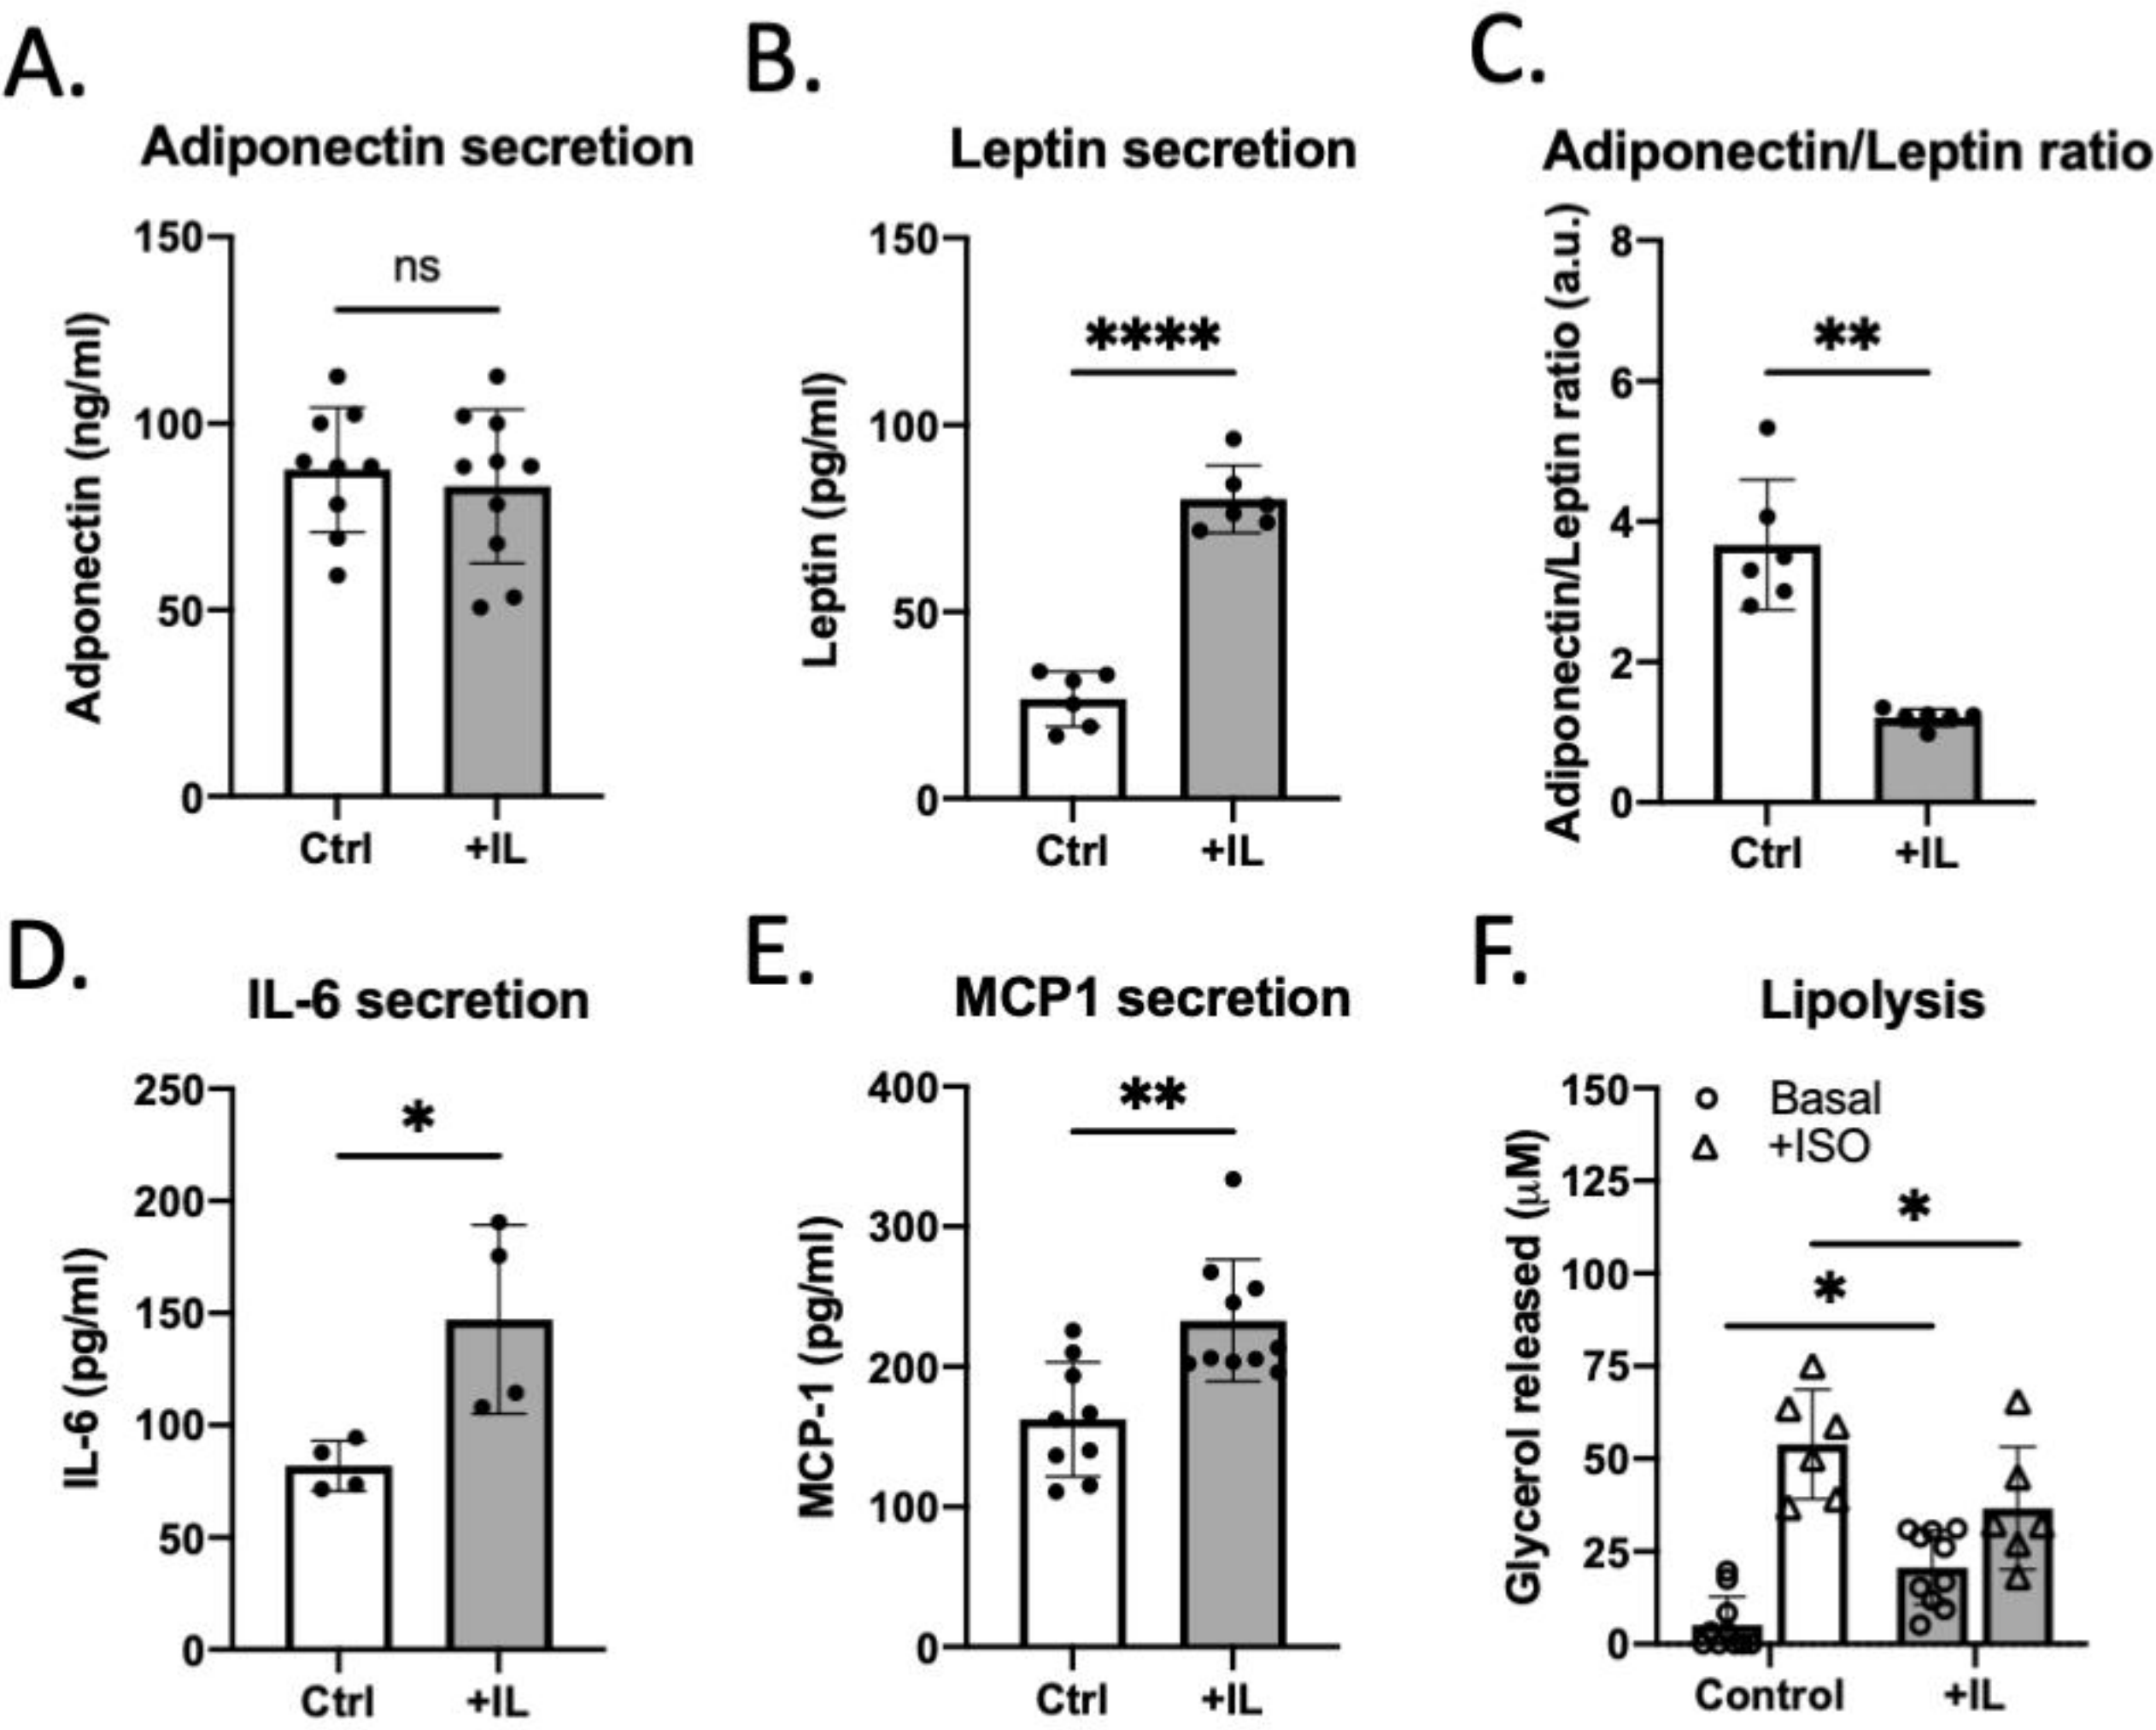 A.
Adiponectin secretion
Adponectin (ng/ml)
150
100
50
0
ns
Ctrl
+IL
B.
Leptin secretion
Leptin (pg/ml)
150
100
50
0
****
Ctrl
+IL
C.
Adiponectin/Leptin ratio
Adiponectin/Leptin ratio (a.u.)
8
6
4
2
0
**
Ctrl
+IL
D.
IL-6 secretion
IL-6 (pg/ml)
250
200
150
100
50
0
*
Ctrl
+IL
E.
MCP1 secretion
MCP-1 (pg/ml)
400
300
200
100
0
**
Ctrl
+IL
F.
Lipolysis
Glycerol released (μM)
150
125
100
75
50
25
0
Basal
+ISO
*
*
Control
+IL